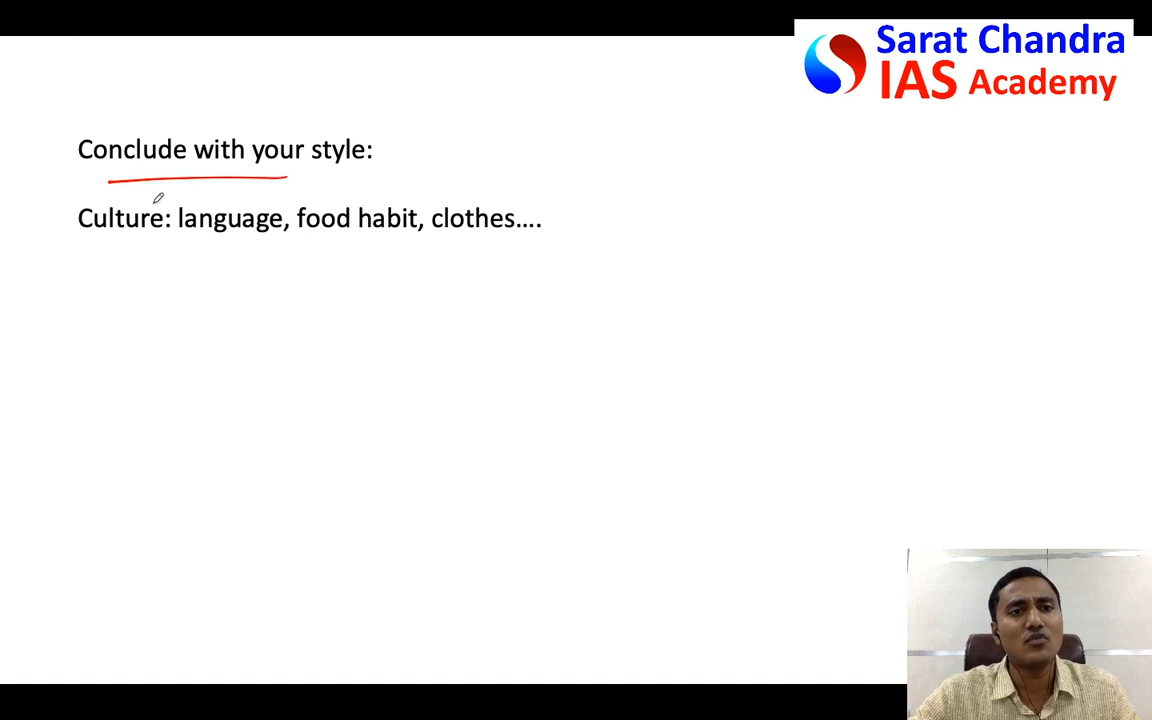 Sarat Chandra
IAS Academy
Conclude with your style:
Culture: language, food habit, clothes....